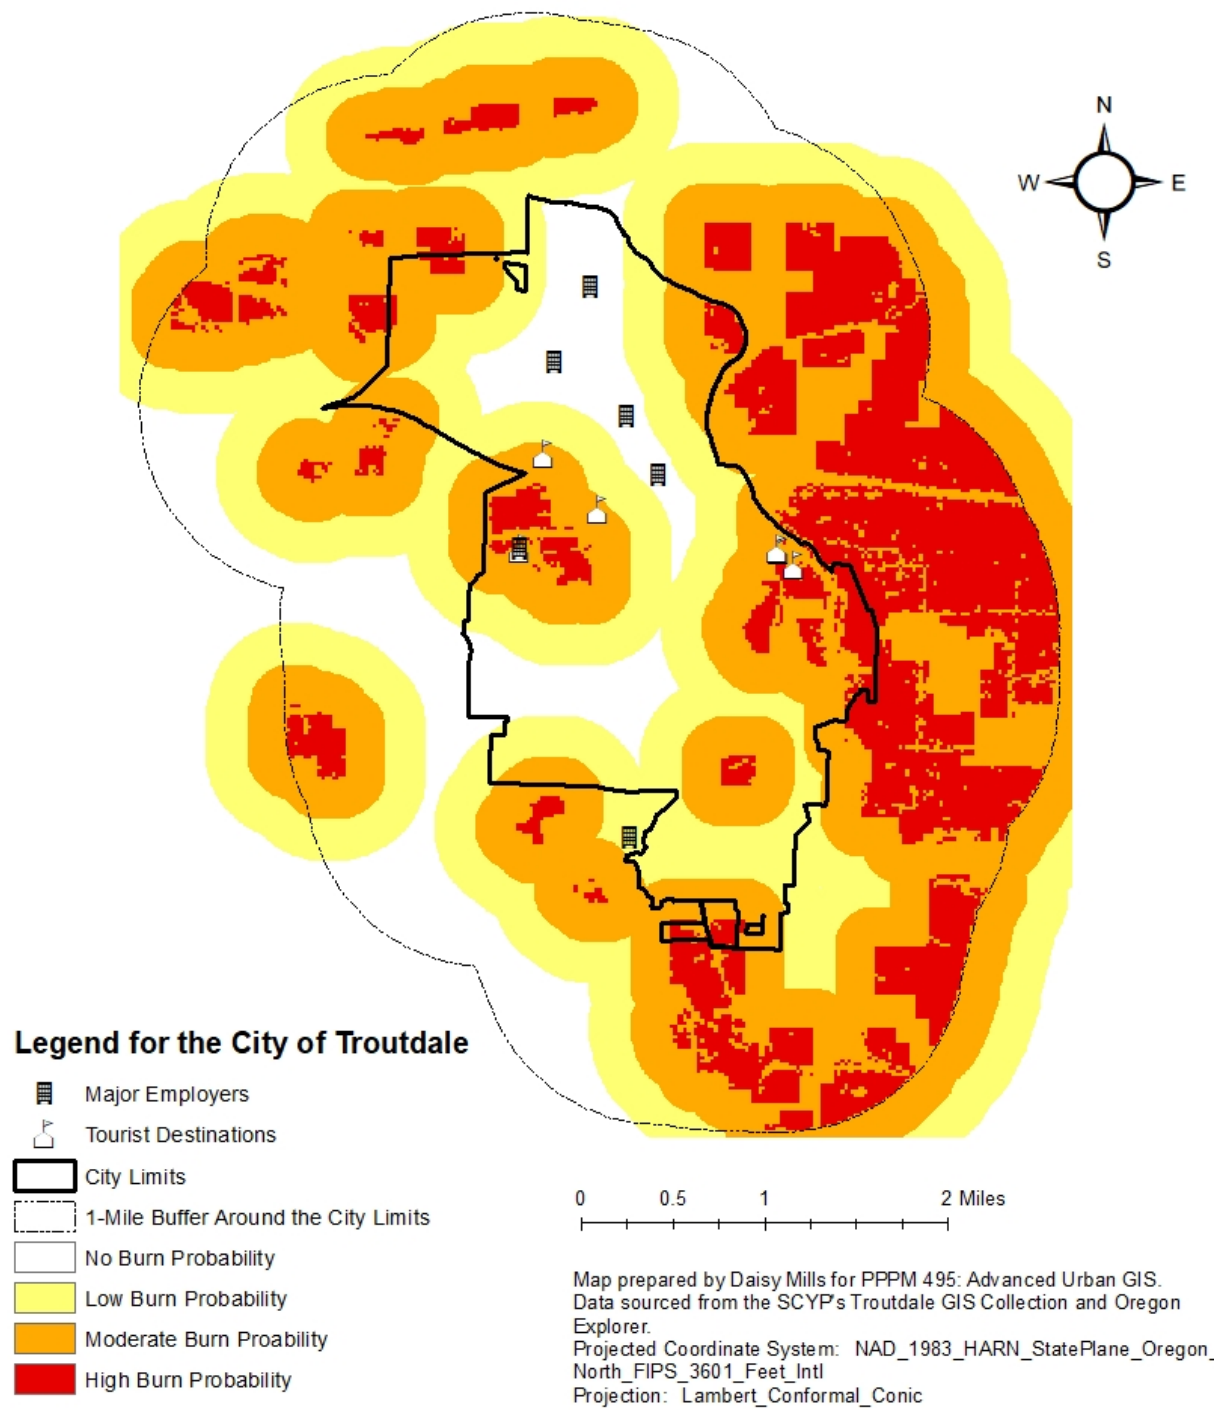 N
W E
S
Legend for the City of Troutdale
Major Employers
Tourist Destinations
City Limits
1-Mile Buffer Around the City Limits
No Burn Probability
Low Burn Probability
Moderate Burn Proability
High Burn Probability
0 0.5 1 2 Miles
Map prepared by Daisy Mills for PPPM 495: Advanced Urban GIS.
Data sourced from the SCYP's Troutdale GIS Collection and Oregon
Explorer.
Projected Coordinate System: NAD_1983_HARN_StatePlane_Oregon_
North_FIPS_3601_Feet_Intl
Projection: Lambert_Conformal_Conic